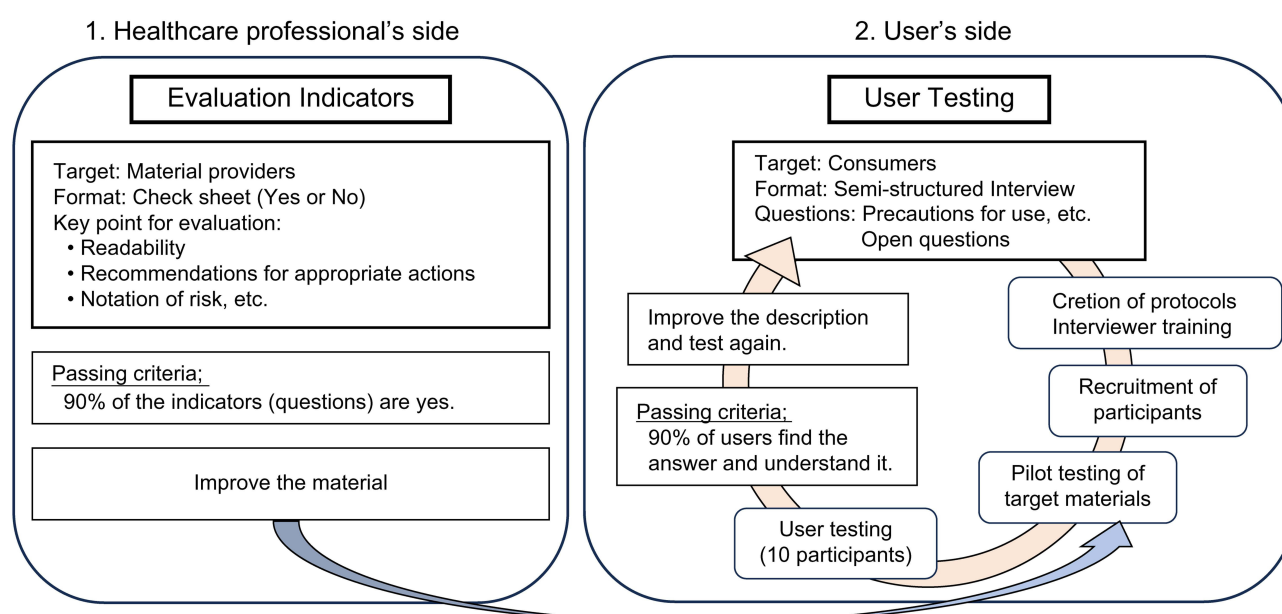 1. Healthcare professional's side
Evaluation Indicators
Target: Material providers
Format: Check sheet (Yes or No)
Key point for evaluation:
• Readability
• Recommendations for appropriate actions
• Notation of risk, etc.
Passing criteria;
90% of the indicators (questions) are yes.
Improve the material
2. User's side
User Testing
Target: Consumers
Format: Semi-structured Interview
Questions: Precautions for use, etc.
Open questions
Cretion of protocols
Interviewer training
Recruitment of
participants
Pilot testing of
target materials
User testing
(10 participants)
Passing criteria;
90% of users find the
answer and understand it.
Improve the description
and test again.